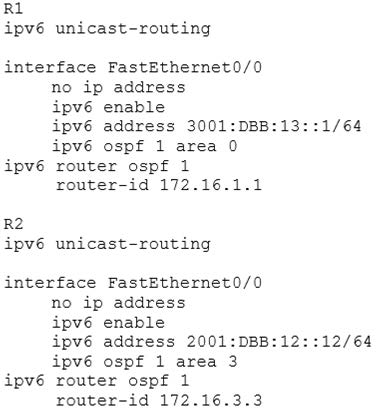 R1
ipv6 unicast-routing
interface FastEthernet0/0
no ip address
ipv6 enable
ipv6 address 3001:DBB:13::1/64
ipv6 ospf 1 area 0
ipv6 router ospf 1
router-id 172.16.1.1
R2
ipv6 unicast-routing
interface FastEthernet0/0
no ip address
ipv6 enable
ipv6 address 2001:DBB:12::12/64
ipv6 ospf 1 area 3
ipv6 router ospf 1
router-id 172.16.3.3